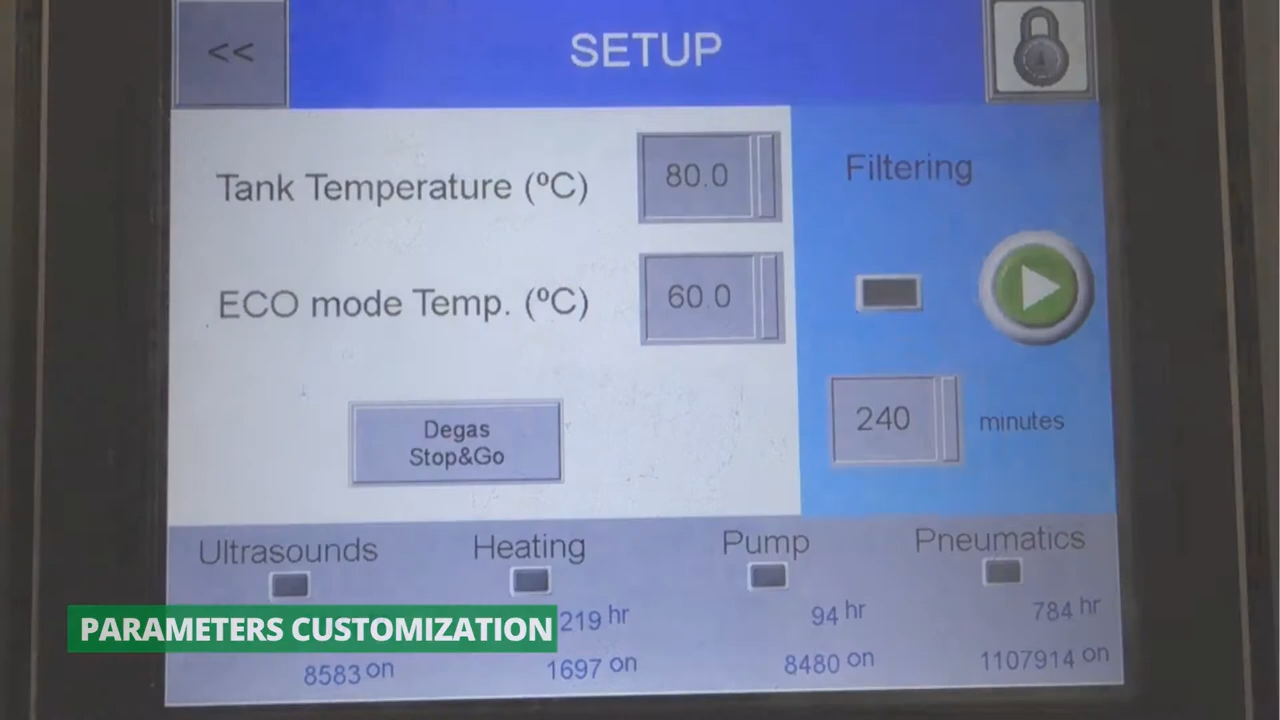 <<
SETUP
Tank Temperature (ºC)
80.0
ECO mode Temp. (ºC)
60.0
Degas
Stop&Go
Filtering
240
minutes
Ultrasounds
Heating
Pump
Pneumatics
PARAMETERS CUSTOMIZATION
219 hr
94 hr
784 hr
8583 on
1697 on
8480 on
1107914 on